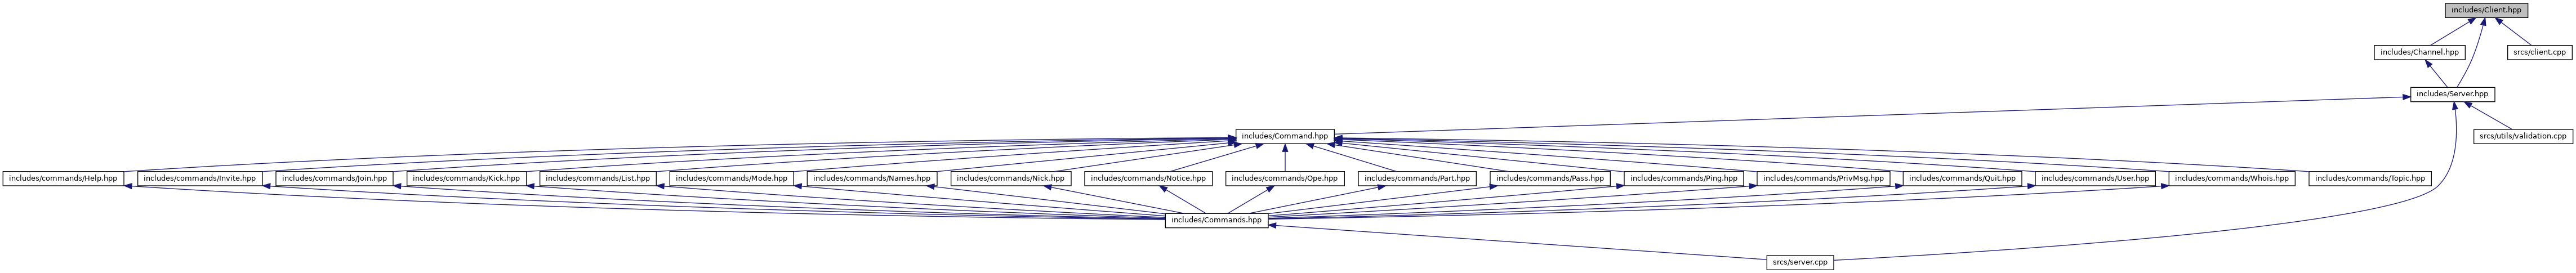 includes/Client.hpp
includes/Channel.hpp
srcs/client.cpp
includes/Server.hpp
includes/Command.hpp
srcs/utils/validation.cpp
includes/commands/Help.hpp
includes/commands/Invite.hpp
includes/commands/Join.hpp
includes/commands/Kick.hpp
includes/commands/List.hpp
includes/commands/Mode.hpp
includes/commands/Names.hpp
includes/commands/Nick.hpp
includes/commands/Notice.hpp
includes/commands/Ope.hpp
includes/commands/Part.hpp
includes/commands/Pass.hpp
includes/commands/Ping.hpp
includes/commands/PrivMsg.hpp
includes/commands/Quit.hpp
includes/commands/User.hpp
includes/commands/Whois.hpp
includes/commands/Topic.hpp
includes/Commands.hpp
srcs/server.cpp